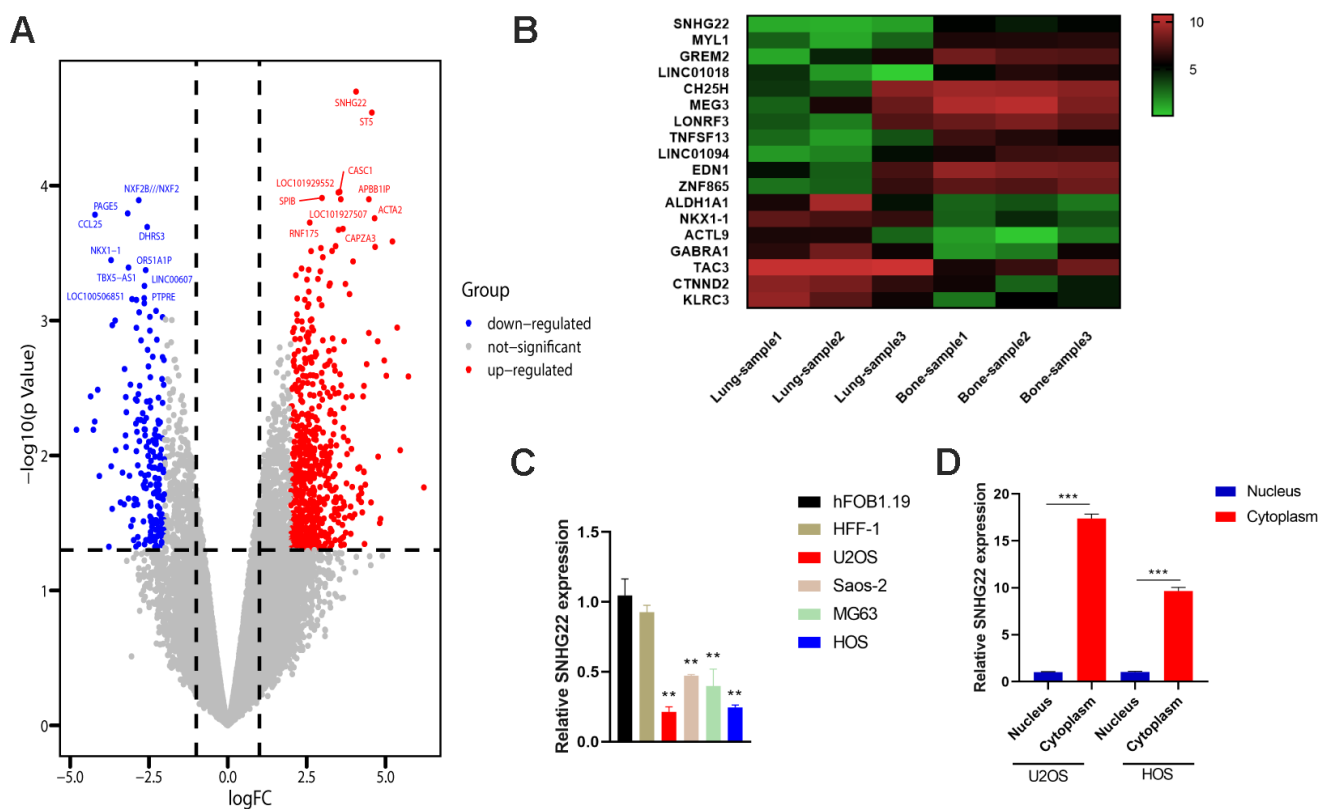 A
−log10(p Value)
4
3
2
1
0
−5.0
−2.5
0.0
2.5
5.0
logFC
SNHG22
ST5
CASC1
LOC101929552
APBB1IP
SPIB
ACTA2
LOC101927507
RNF175
CAPZA3
NXF2B///NXF2
PAGE5
CCL25
DHRS3
NKX1−1
OR51A1P
TBX5−AS1
LINC00607
LOC100506851
PTPRE
Group
down−regulated
not−significant
up−regulated
B
SNHG22
MYL1
GREM2
LINC01018
CH25H
MEG3
LONRF3
TNFSF13
LINC01094
EDN1
ZNF865
ALDH1A1
NKX1-1
ACTL9
GABRA1
TAC3
CTNND2
KLRC3
Lung-sample1
Lung-sample2
Lung-sample3
Bone-sample1
Bone-sample2
Bone-sample3
10
5
C
Relative SNHG22 expression
1.5
1.0
0.5
0.0
**
**
**
**
hFOB1.19
HFF-1
U2OS
Saos-2
MG63
HOS
D
Relative SNHG22 expression
20
15
10
5
0
***
***
Nucleus
Cytoplasm
Nucleus
Cytoplasm
U2OS
HOS
Nucleus
Cytoplasm